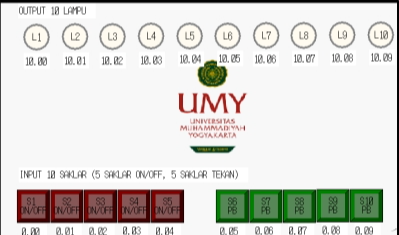 OUTPUT 10 LAMPU
L1 L2 L3 L4 L5 L6 L7 L8 L9 L10
10.00 10.01 10.02 10.03 10.04 10.05 10.06 10.07 10.08 10.09
UMY
UNIVERSITAS
MUHAMMADIYAH
YOGYAKARTA
INPUT 10 SAKLAR (5 SAKLAR ON/OFF, 5 SAKLAR TEKAN)
S1 S2 S3 S4 S5 S6 S7 S8 S9 S10
ON/OFF ON/OFF ON/OFF ON/OFF ON/OFF PB PB PB PB PB
0.00 0.01 0.02 0.03 0.04 0.05 0.06 0.07 0.08 0.09